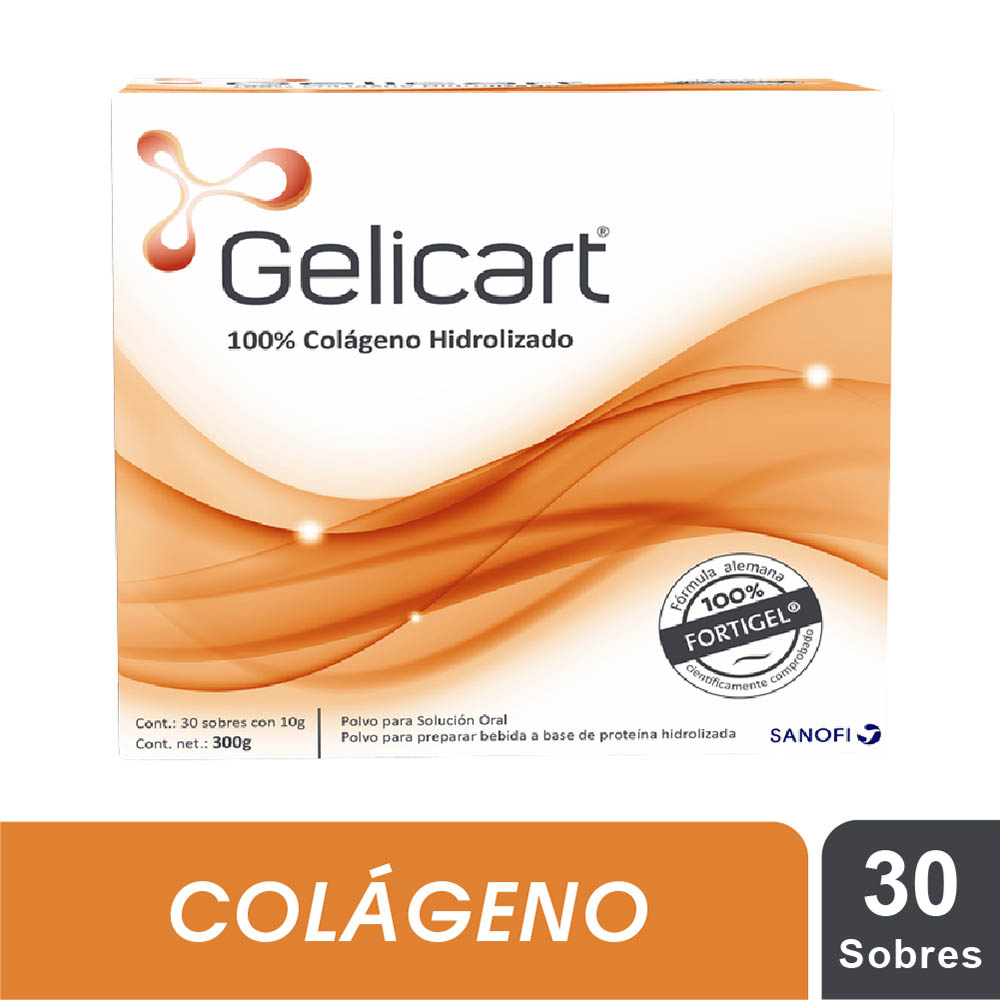 Gelicart®
100% Colágeno Hidrolizado
Fórmula alemana
100%
FORTIGEL®
científicamente comprobado
Cont.: 30 sobres con 10g
Cont. net.: 300g
Polvo para Solución Oral
Polvo para preparar bebida a base de proteína hidrolizada
SANOFI
COLÁGENO
30
Sobres